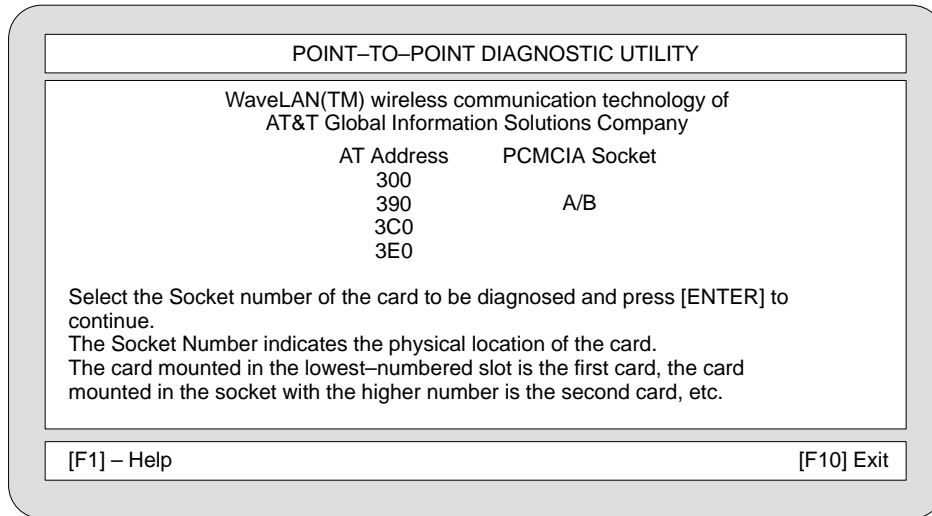 POINT–TO–POINT DIAGNOSTIC UTILITY
WaveLAN(TM) wireless communication technology of
AT&T Global Information Solutions Company
AT Address PCMCIA Socket
300
390 A/B
3C0
3E0
Select the Socket number of the card to be diagnosed and press [ENTER] to
continue.
The Socket Number indicates the physical location of the card.
The card mounted in the lowest–numbered slot is the first card, the card
mounted in the socket with the higher number is the second card, etc.
[F1] – Help [F10] Exit